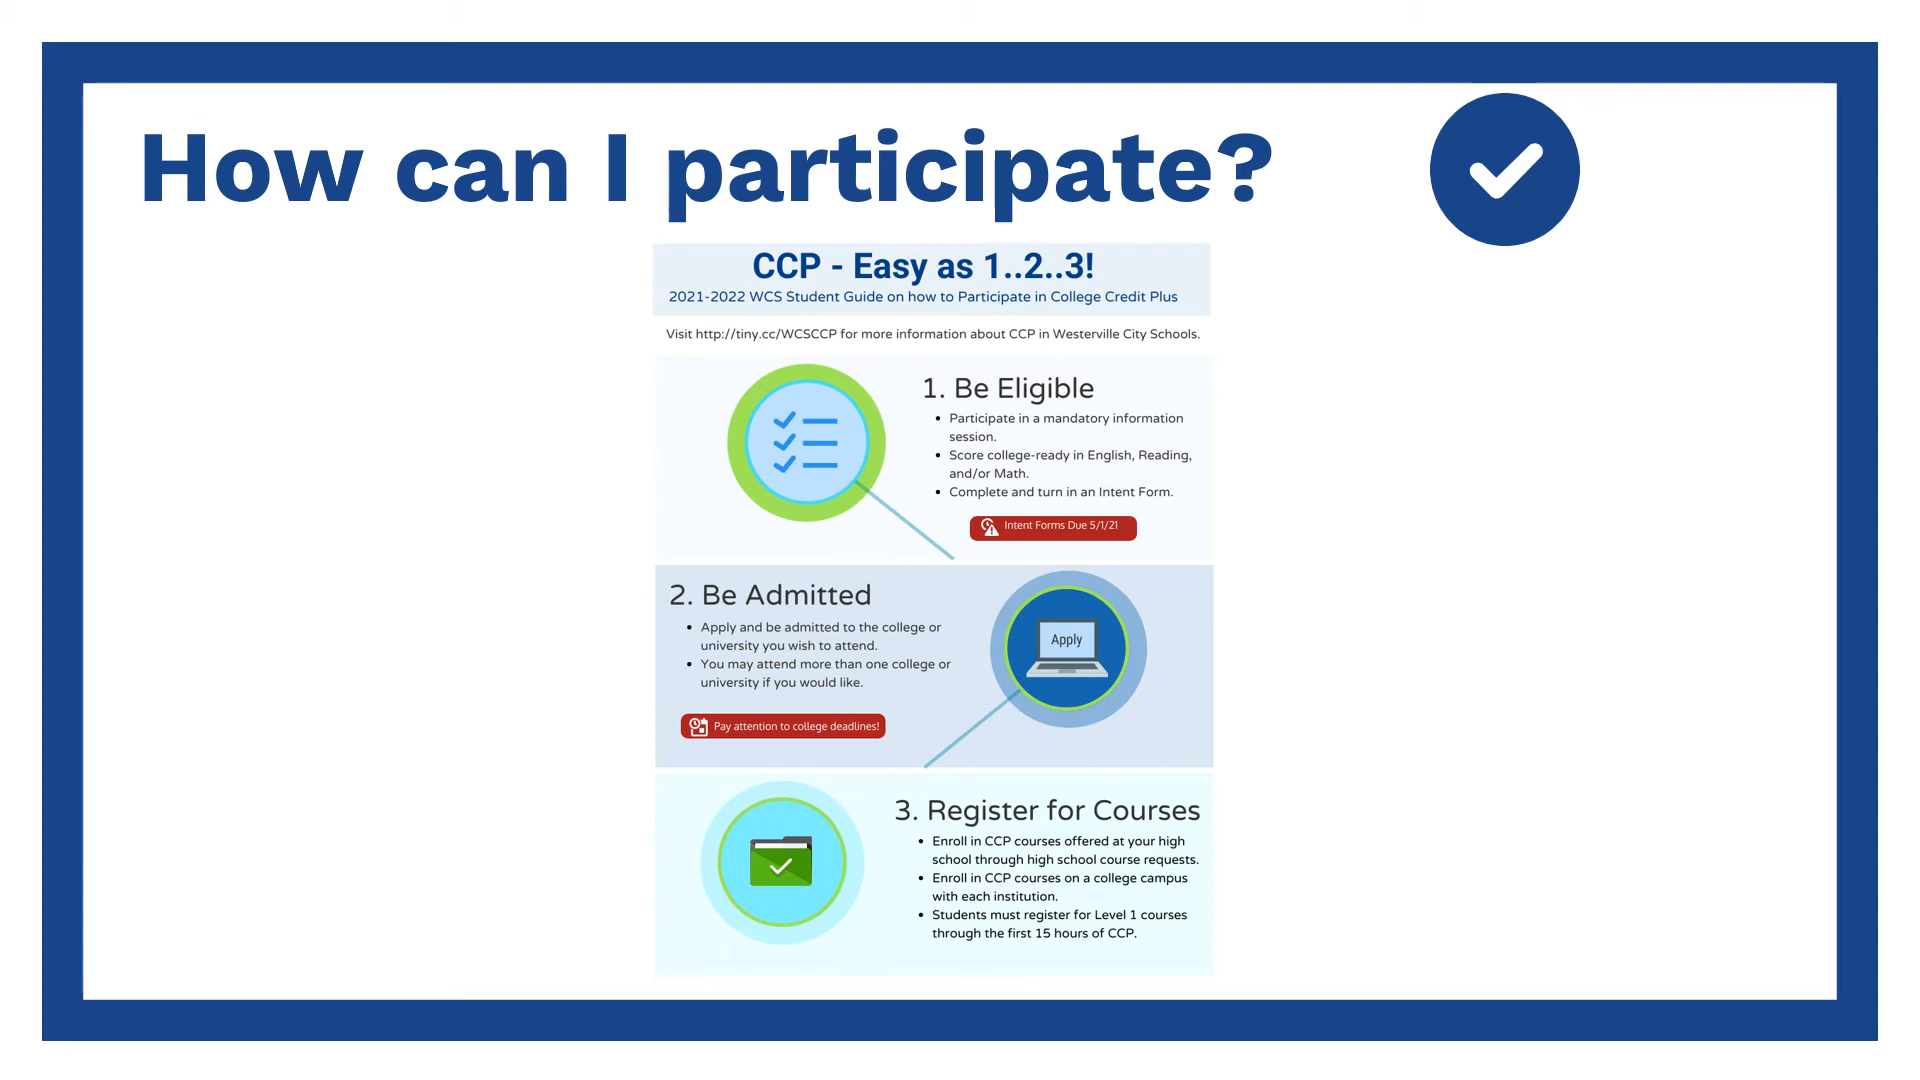 How can I participate?
CCP - Easy as 1..2..3!
2021-2022 WCS Student Guide on how to Participate in College Credit Plus
Visit http://tiny.cc/WCSCCP for more information about CCP in Westerville City Schools.
1. Be Eligible
• Participate in a mandatory information
session.
• Score college-ready in English, Reading,
and/or Math.
• Complete and turn in an Intent Form.
Intent Forms Due 5/1/21
2. Be Admitted
• Apply and be admitted to the college or
university you wish to attend.
• You may attend more than one college or
university if you would like.
Apply
Pay attention to college deadlines!
3. Register for Courses
• Enroll in CCP courses offered at your high
school through high school course requests.
• Enroll in CCP courses on a college campus
with each institution.
• Students must register for Level 1 courses
through the first 15 hours of CCP.